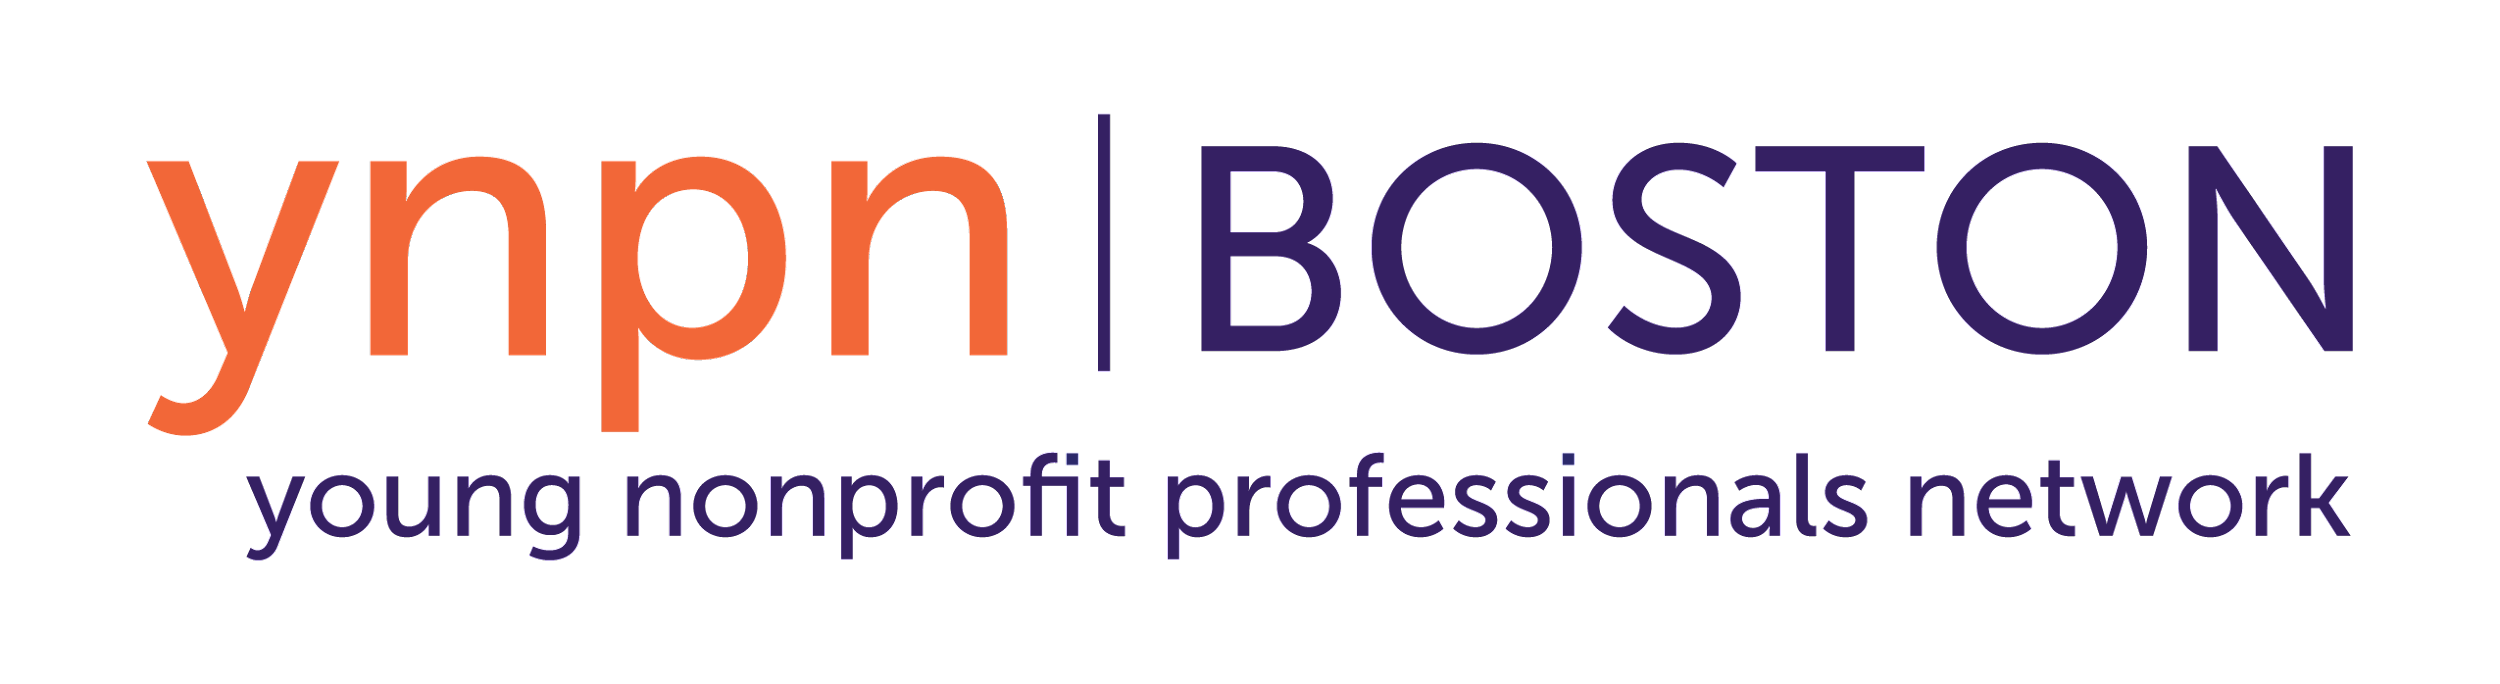 ynpn | BOSTON
young nonprofit professionals network